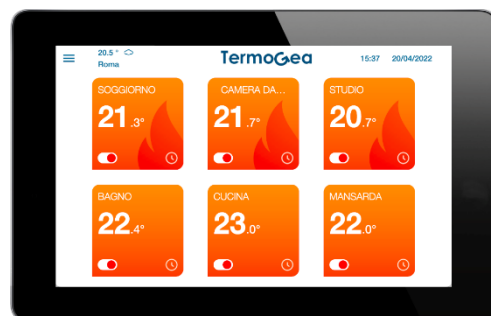 20.5 °
Roma
TermoGea
15:37 20/04/2022
SOGGIORNO
21.3°
CAMERA DA...
21.7°
STUDIO
20.7°
BAGNO
22.4°
CUCINA
23.0°
MANSARDA
22.0°